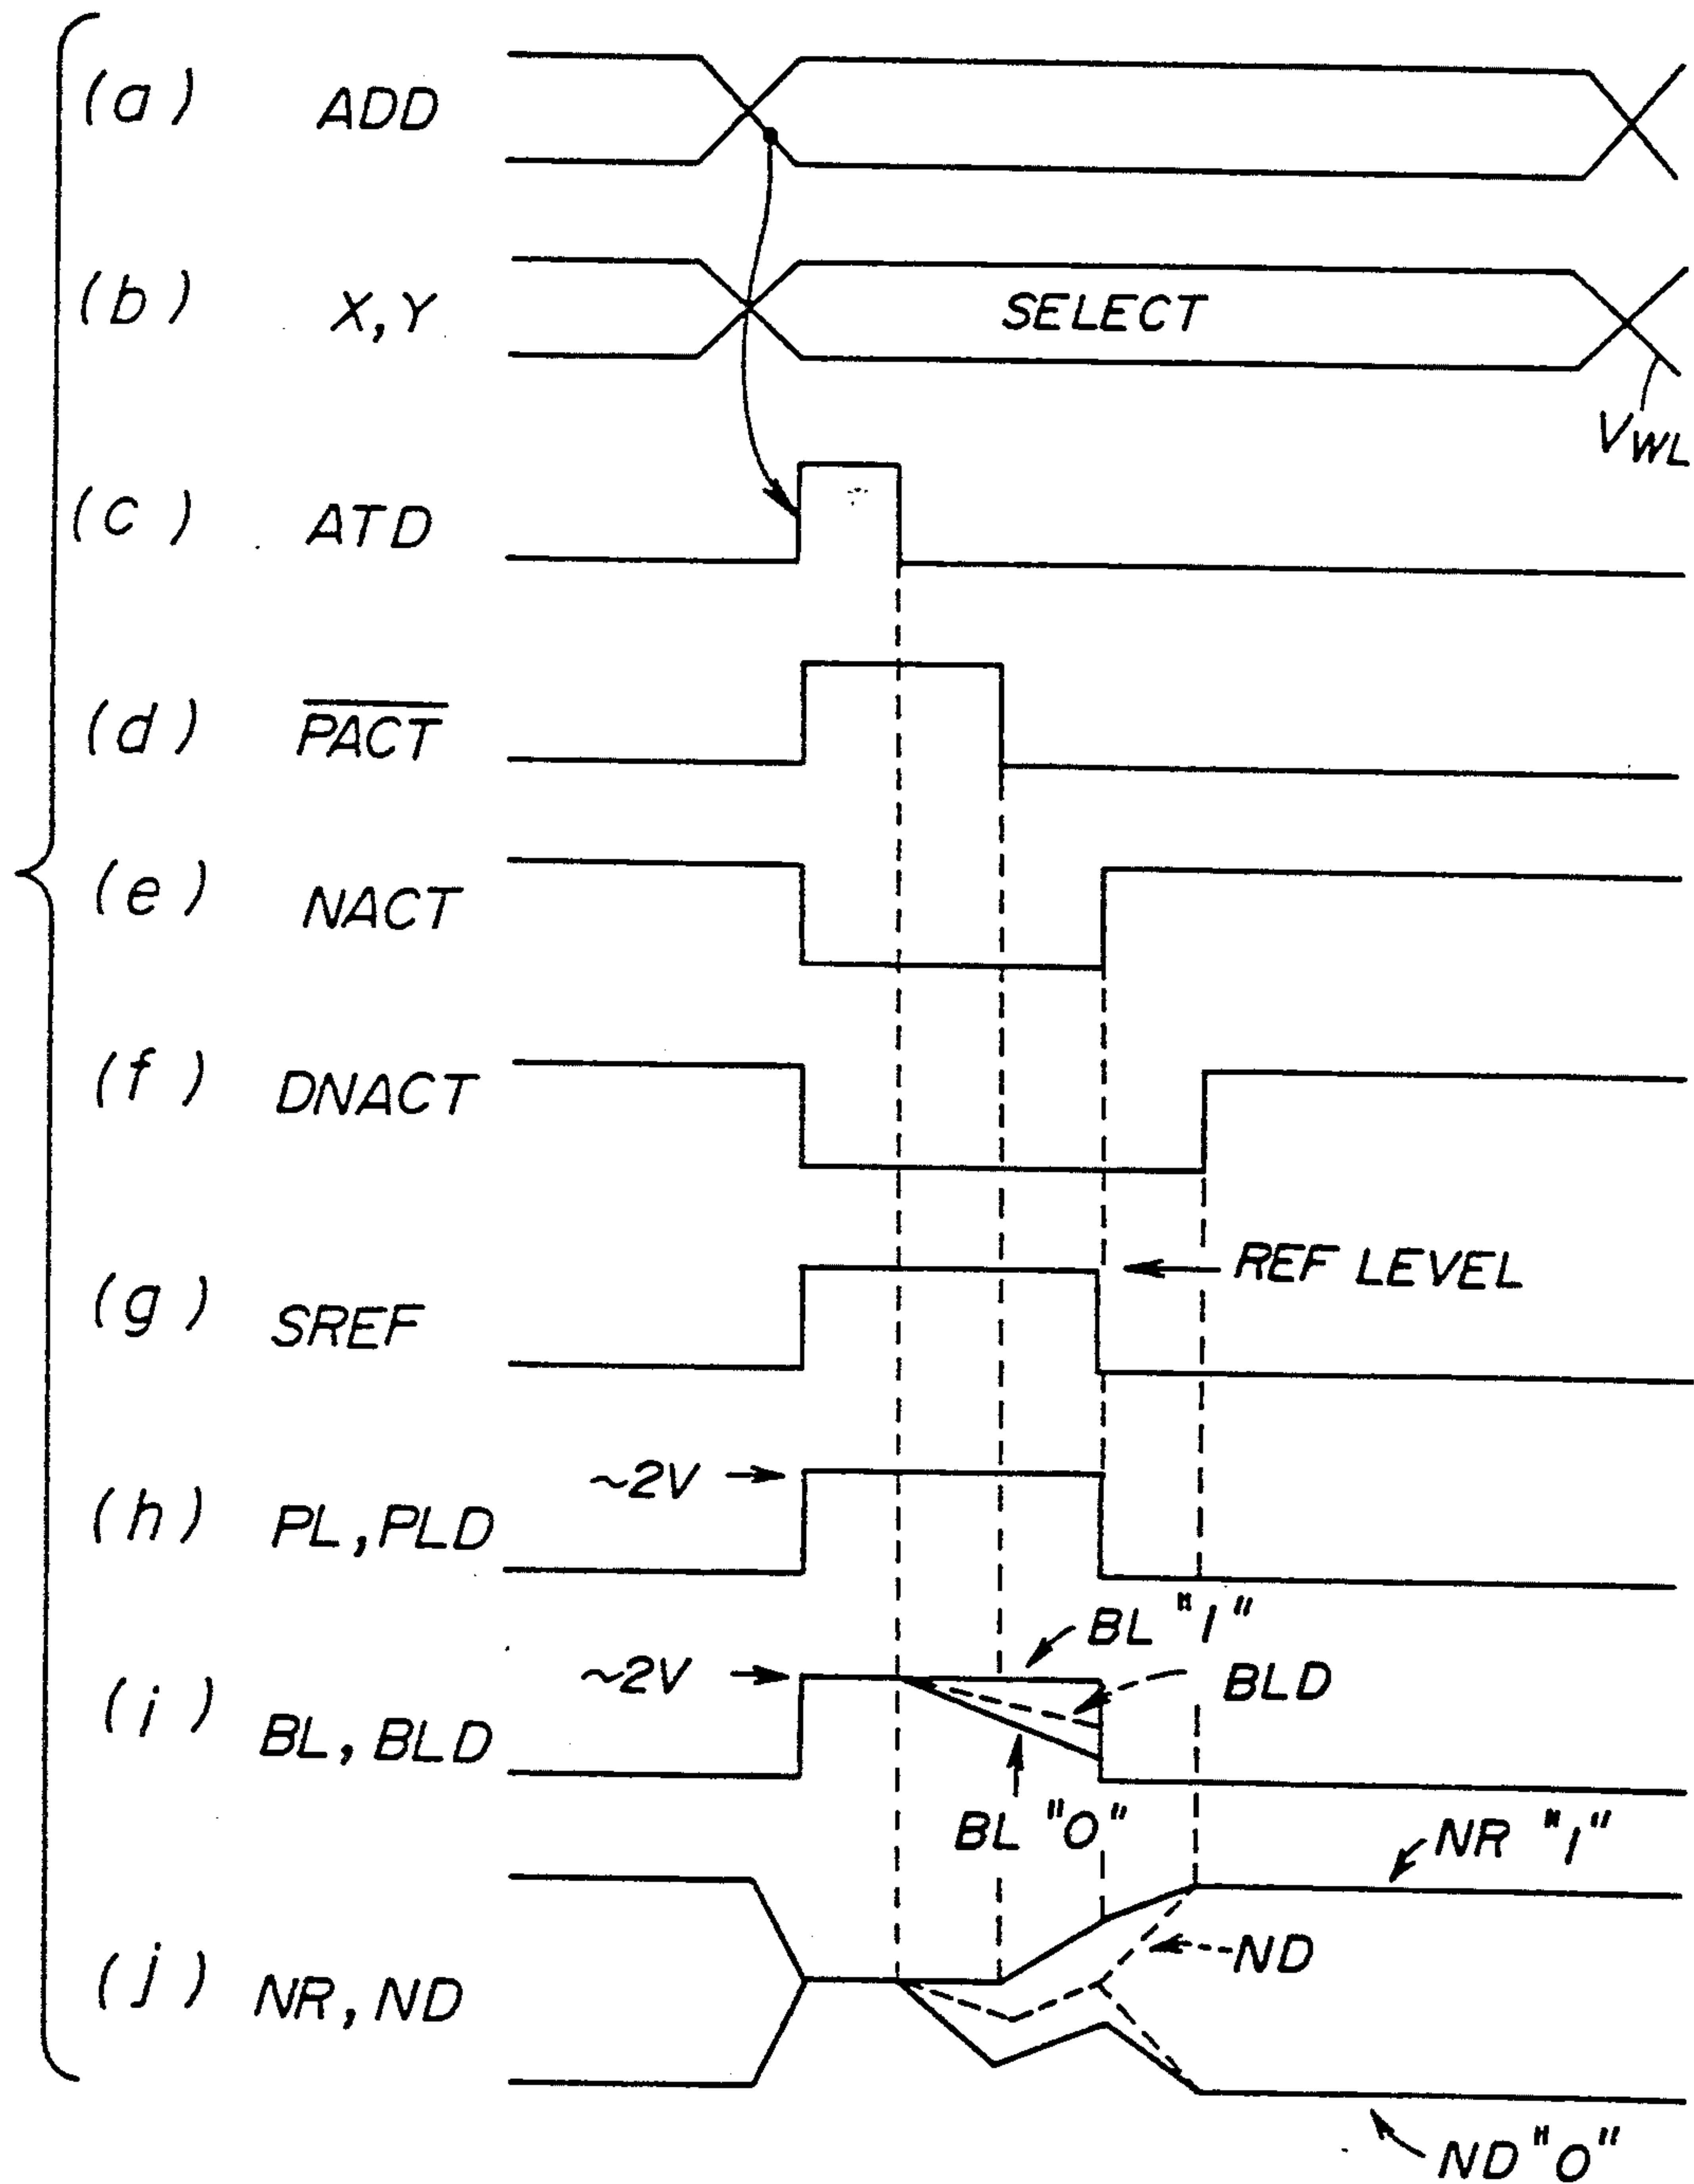 (a) ADD
(b) X, Y SELECT
VWL
(c) ATD
(d) PACT
(e) NACT
(f) DNACT
(g) SREF REF LEVEL
(h) PL, PLD ~2V
(i) BL, BLD ~2V
BL "1"
BLD
BL "0"
(j) NR, ND
NR "1"
ND
ND "0"